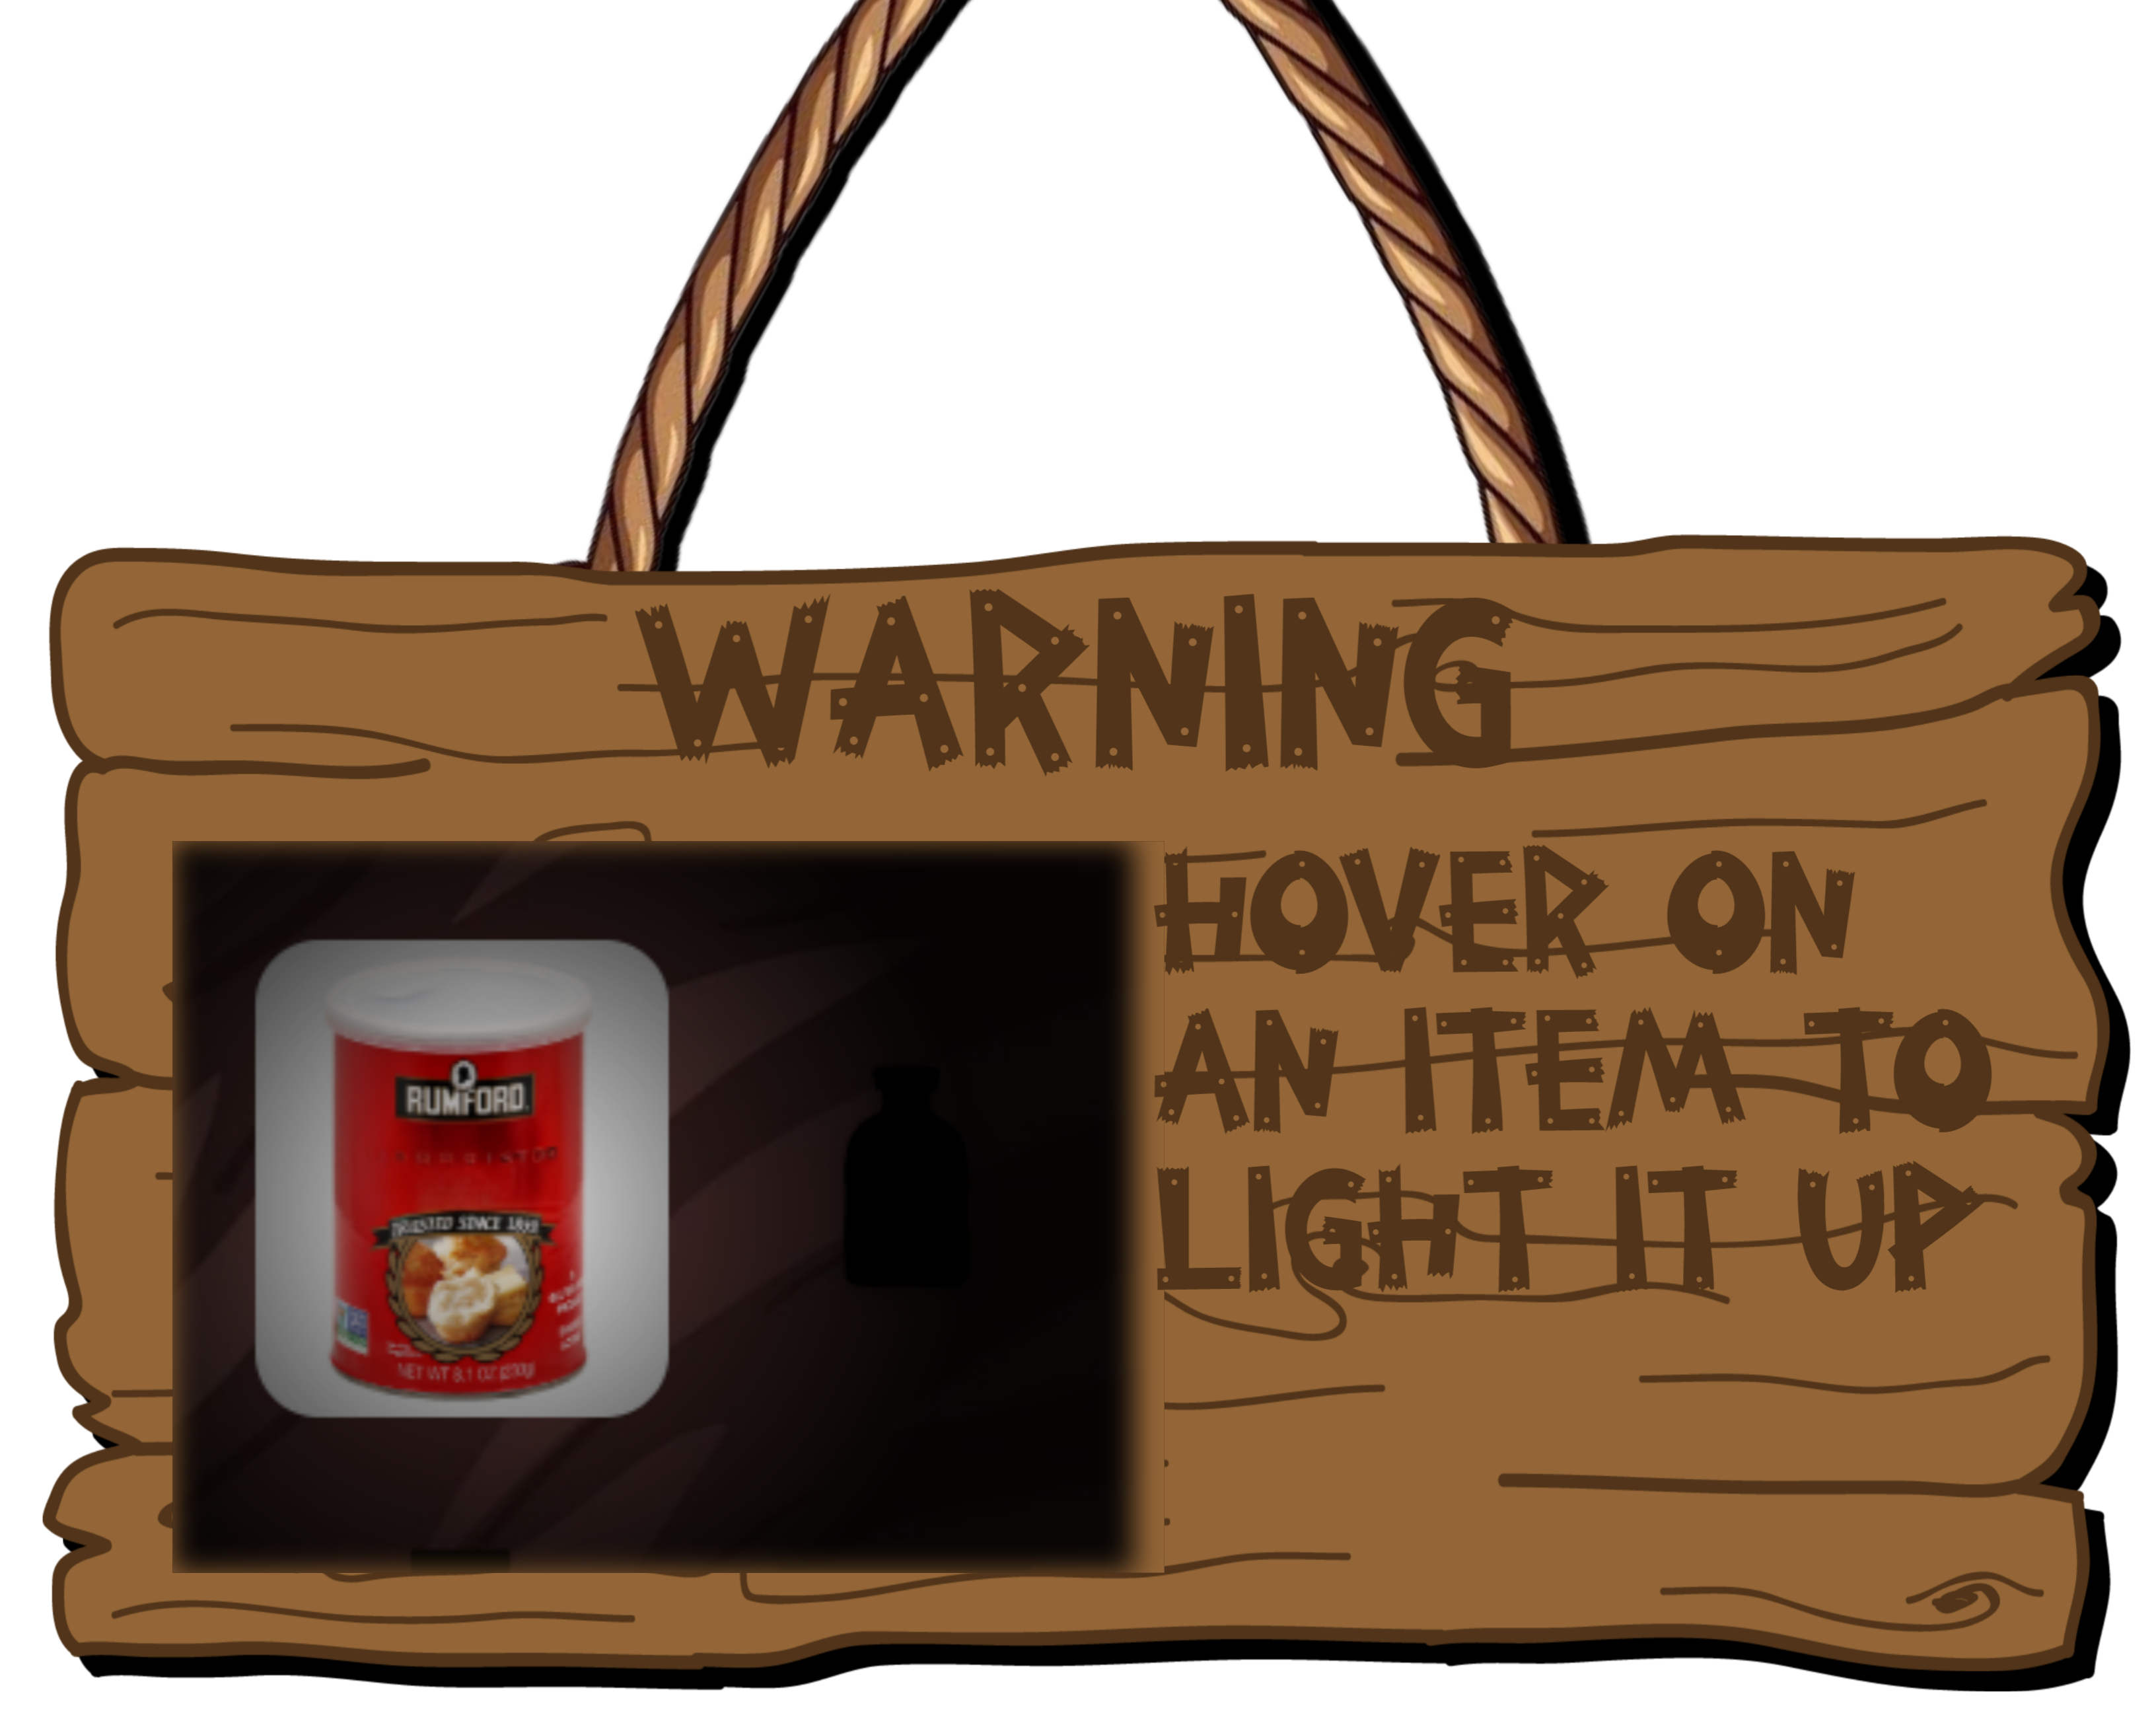 WARNING
HOVER ON
AN ITEM TO
LIGHT IT UP
RUMFORD
TRUSTED SINCE 1859
NET WT 8.1 OZ (230g)